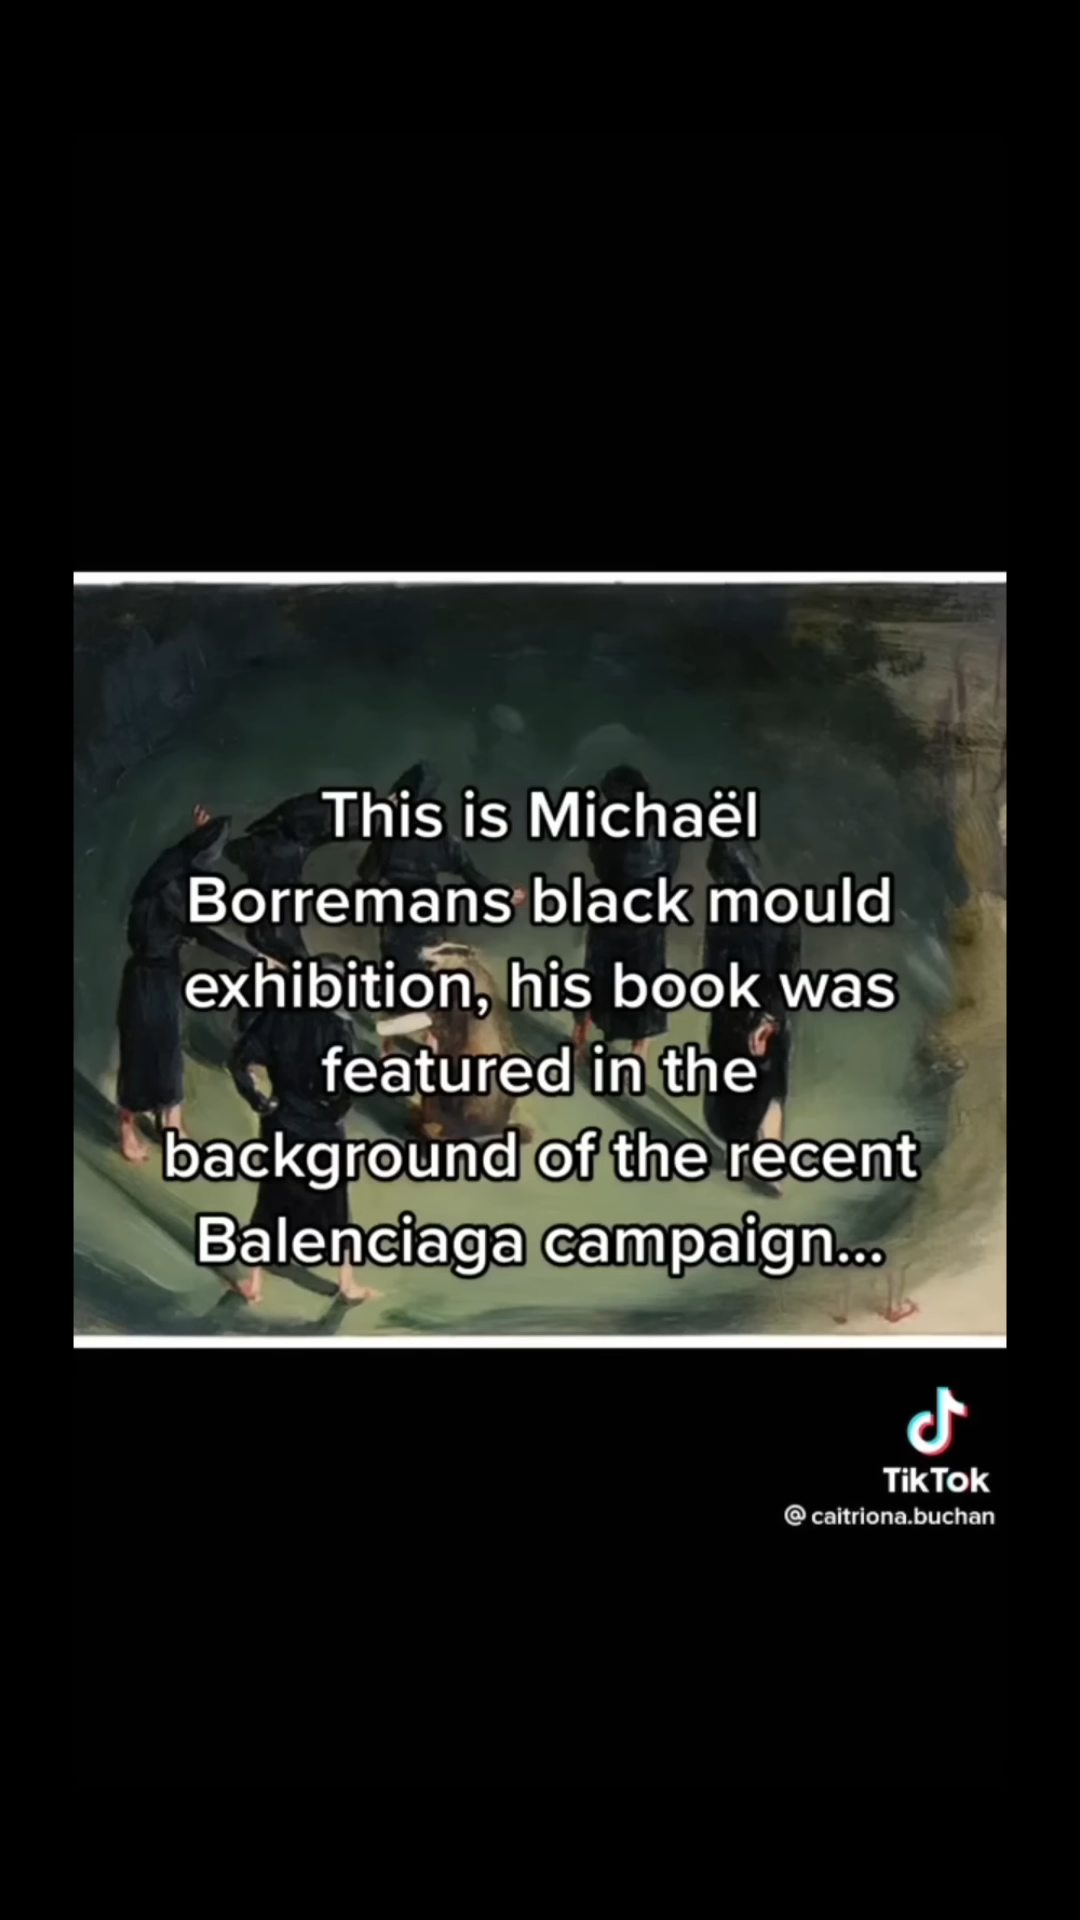 This is Michaël
Borremans black mould
exhibition, his book was
featured in the
background of the recent
Balenciaga campaign...
TikTok
@caitriona.buchan